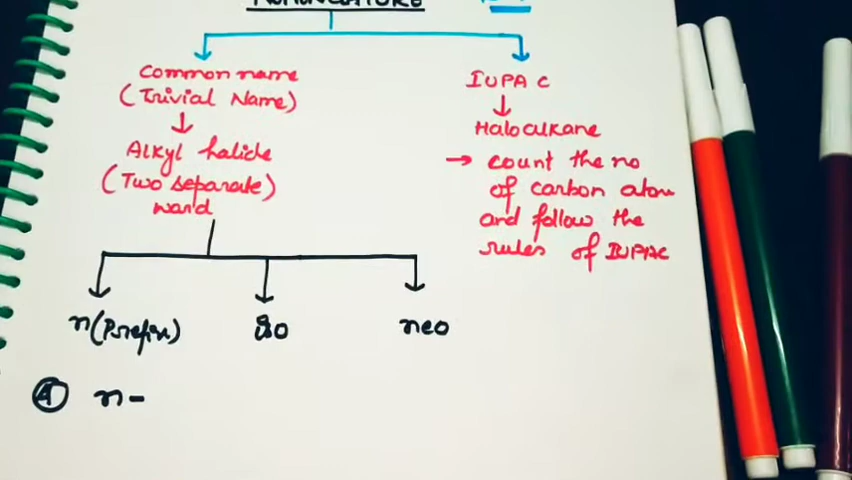 NOMENCLATURE
Common name
(Trivial Name)
Alkyl halide
(Two separate)
word
IUPAC
Haloalkane
→ count the no
of carbon atom
and follow the
rules of IUPAC
n(Prefix)
iso
neo
A n-